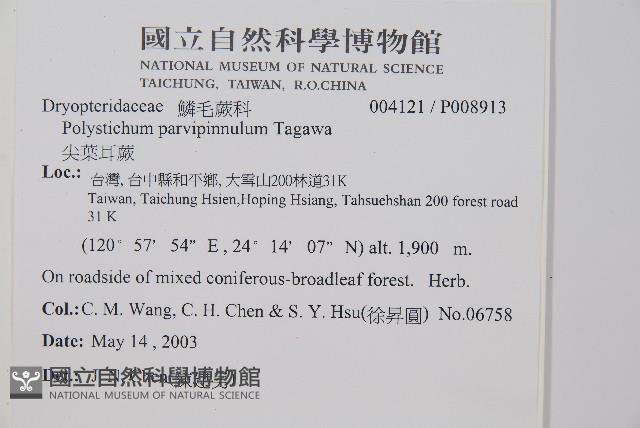 國立自然科學博物館
NATIONAL MUSEUM OF NATURAL SCIENCE
TAICHUNG, TAIWAN, R.O.CHINA
Dryopteridaceae 鱗毛蕨科 004121 / P008913
Polystichum parvipinnulum Tagawa
尖葉耳蕨
Loc.: 台灣, 台中縣和平鄉, 大雪山200林道31K
Taiwan, Taichung Hsien,Hoping Hsiang, Tahsuehshan 200 forest road
31 K
(120° 57' 54" E , 24° 14' 07" N) alt. 1,900 m.
On roadside of mixed coniferous-broadleaf forest. Herb.
Col.: C. M. Wang, C. H. Chen & S. Y. Hsu(徐昇圓) No.06758
Date: May 14 , 2003
國立自然科學博物館
NATIONAL MUSEUM OF NATURAL SCIENCE